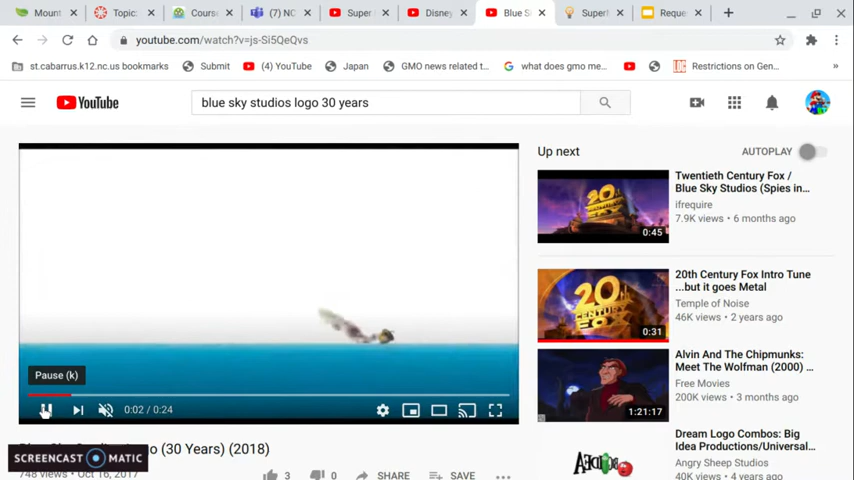 Mount
Topic:
Course
(7) NC
Super
Disney
Blue S
Super
Reque
youtube.com/watch?v=js-Si5QeQvs
st.cabarrus.k12.nc.us bookmarks
Submit
(4) YouTube
Japan
GMO news related t...
what does gmo me...
Restrictions on Gen...
YouTube
blue sky studios logo 30 years
Up next
AUTOPLAY
Twentieth Century Fox /
Blue Sky Studios (Spies in...
ifrequire
7.9K views • 6 months ago
0:45
20th Century Fox Intro Tune
...but it goes Metal
Temple of Noise
46K views • 2 years ago
0:31
Alvin And The Chipmunks:
Meet The Wolfman (2000) ...
Free Movies
200K views • 3 months ago
1:21:17
Dream Logo Combos: Big
Idea Productions/Universal...
Angry Sheep Studios
40K views • 4 years ago
Pause (k)
0:02 / 0:24
(30 Years) (2018)
SCREENCAST MATIC
748 views • Oct 16, 2017
3
0
SHARE
SAVE